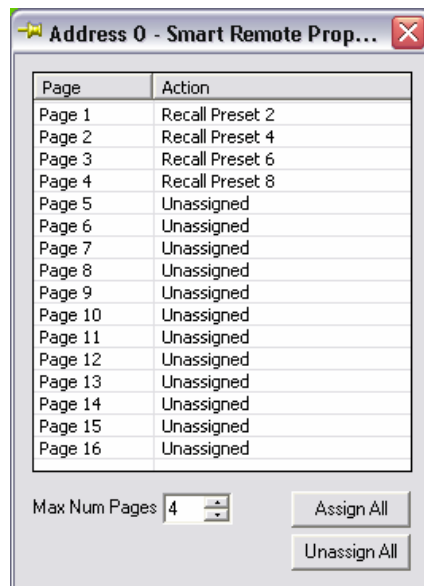 Address 0 - Smart Remote Prop...
Page Action
Page 1 Recall Preset 2
Page 2 Recall Preset 4
Page 3 Recall Preset 6
Page 4 Recall Preset 8
Page 5 Unassigned
Page 6 Unassigned
Page 7 Unassigned
Page 8 Unassigned
Page 9 Unassigned
Page 10 Unassigned
Page 11 Unassigned
Page 12 Unassigned
Page 13 Unassigned
Page 14 Unassigned
Page 15 Unassigned
Page 16 Unassigned
Max Num Pages 4 Assign All
Unassign All